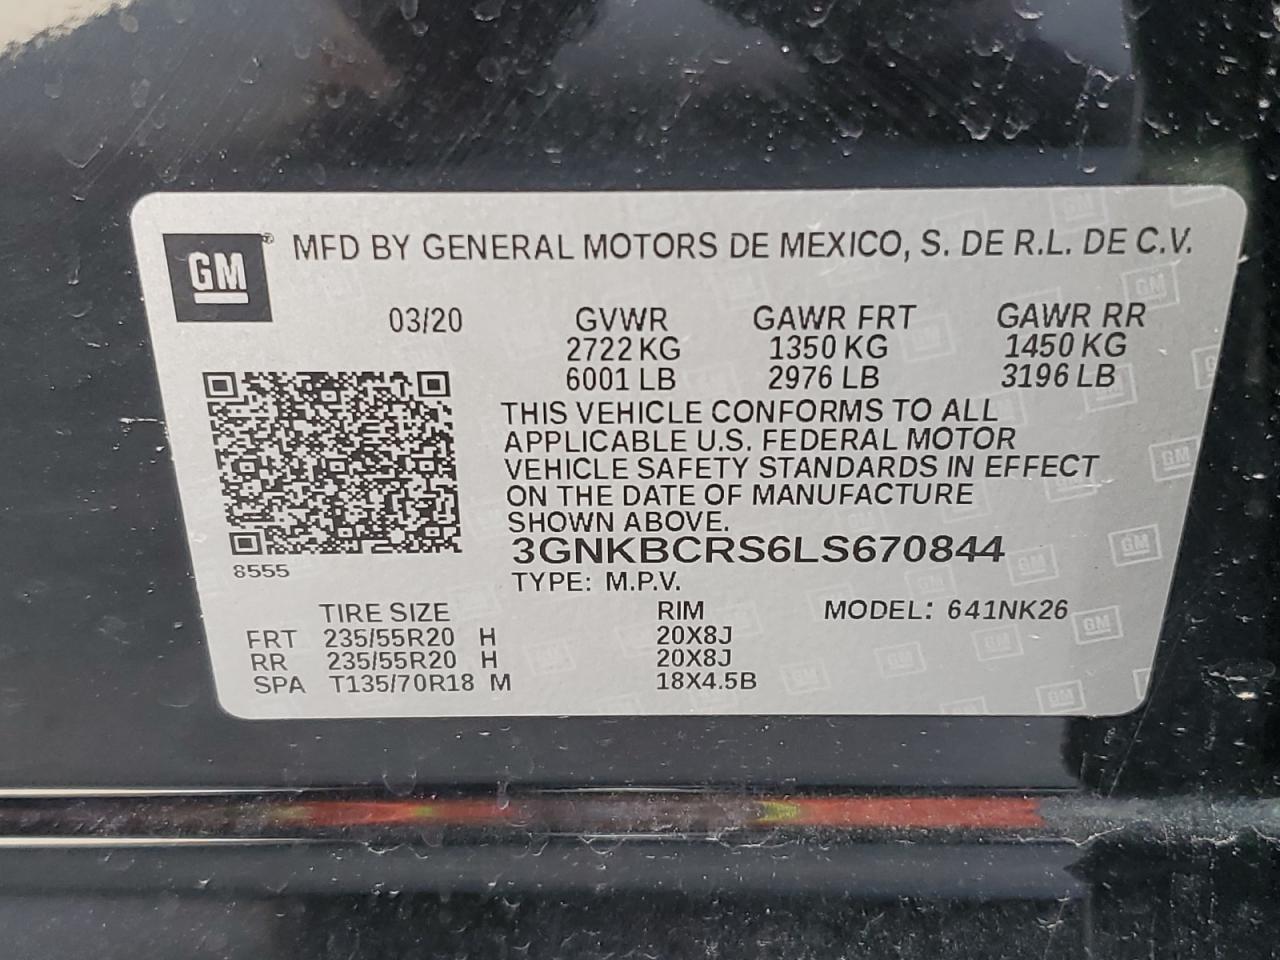 GM® MFD BY GENERAL MOTORS DE MEXICO, S. DE R.L. DE C.V.
03/20 GVWR GAWR FRT GAWR RR
2722 KG 1350 KG 1450 KG
6001 LB 2976 LB 3196 LB
THIS VEHICLE CONFORMS TO ALL
APPLICABLE U.S. FEDERAL MOTOR
VEHICLE SAFETY STANDARDS IN EFFECT
ON THE DATE OF MANUFACTURE
SHOWN ABOVE.
3GNKBCRS6LS670844
8555
TYPE: M.P.V.
TIRE SIZE RIM MODEL: 641NK26
FRT 235/55R20 H 20X8J
RR 235/55R20 H 20X8J
SPA T135/70R18 M 18X4.5B